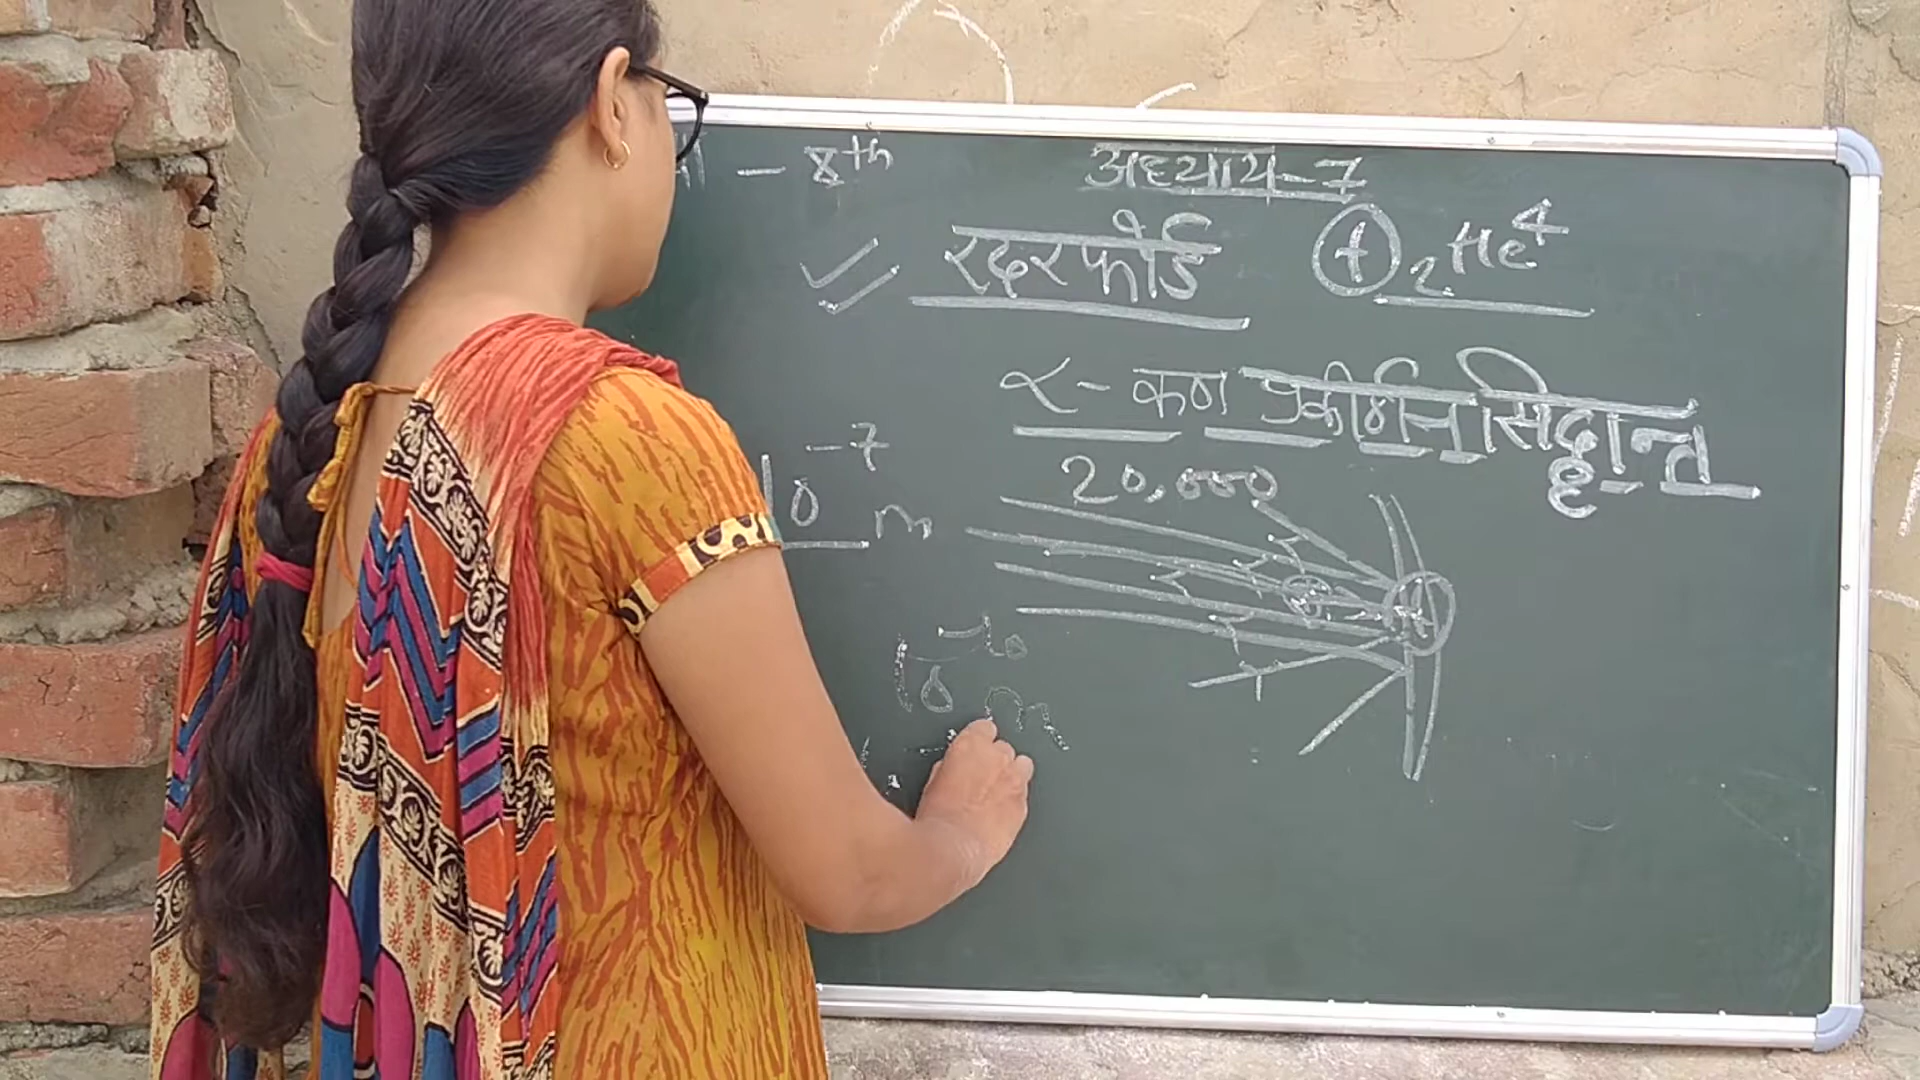 - 8th
अध्याय-7
रदरफोर्ड
+ 2He4
α- कण प्रकीर्णन सिद्धान्त
20,000
10-7 m
10-10 m